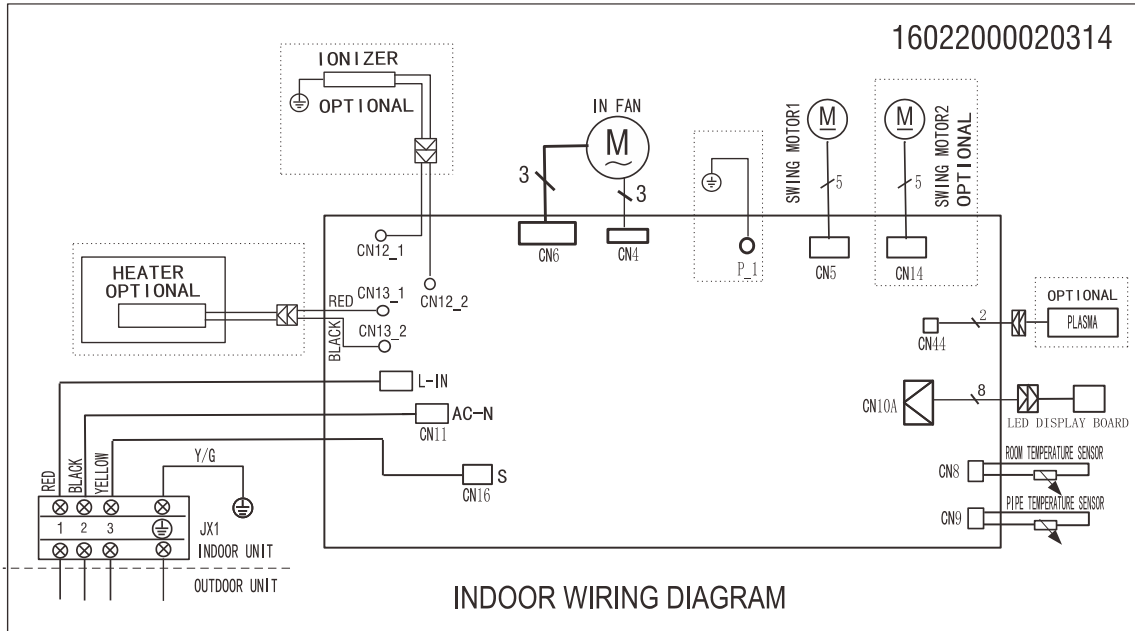 16022000020314
IONIZER
OPTIONAL
IN FAN
M
3
3
SWING MOTOR1
M
5
M
5
SWING MOTOR2
OPTIONAL
CN12_1
CN12_2
CN6
CN4
P_1
CN5
CN14
HEATER
OPTIONAL
RED
CN13_1
BLACK
CN13_2
OPTIONAL
PLASMA
2
CN44
L-IN
AC-N
CN11
CN10A
8
LED DISPLAY BOARD
RED
BLACK
YELLOW
Y/G
S
CN16
CN8
ROOM TEMPERATURE SENSOR
CN9
PIPE TEMPERATURE SENSOR
1 2 3
JX1
INDOOR UNIT
OUTDOOR UNIT
INDOOR WIRING DIAGRAM